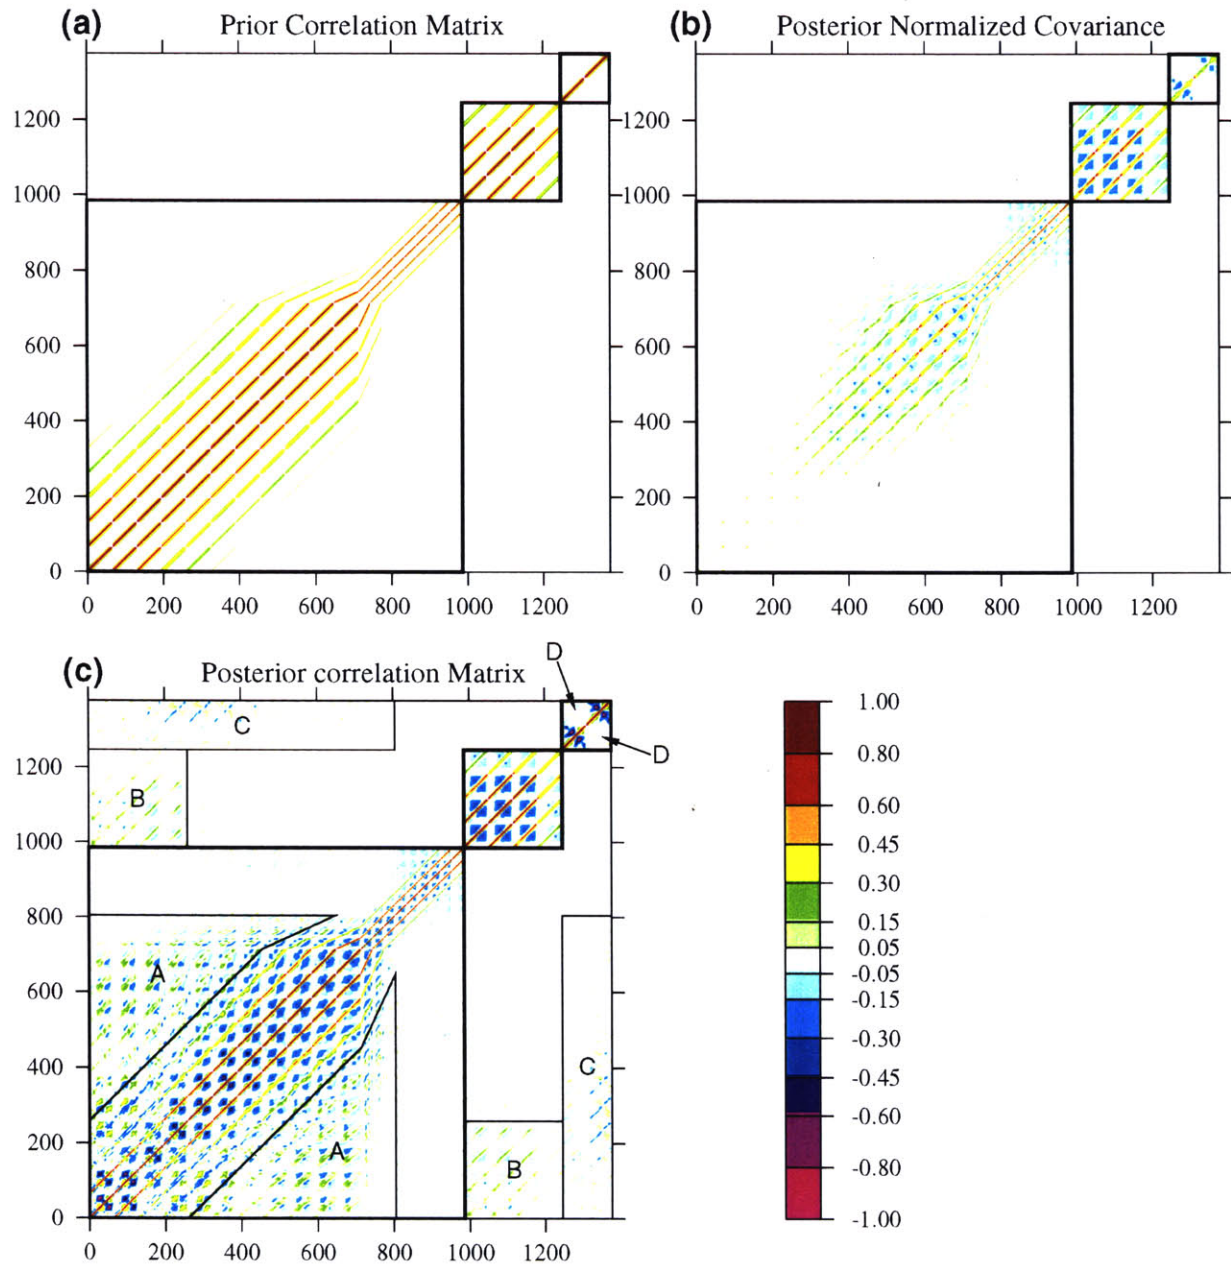 (a) Prior Correlation Matrix
(b) Posterior Normalized Covariance
1200
1000
800
600
400
200
0
0 200 400 600 800 1000 1200
1200
1000
800
600
400
200
0
0 200 400 600 800 1000 1200
(c) Posterior correlation Matrix
D
D
C
B
A
A
C
B
1200
1000
800
600
400
200
0
0 200 400 600 800 1000 1200
1.00
0.80
0.60
0.45
0.30
0.15
0.05
-0.05
-0.15
-0.30
-0.45
-0.60
-0.80
-1.00